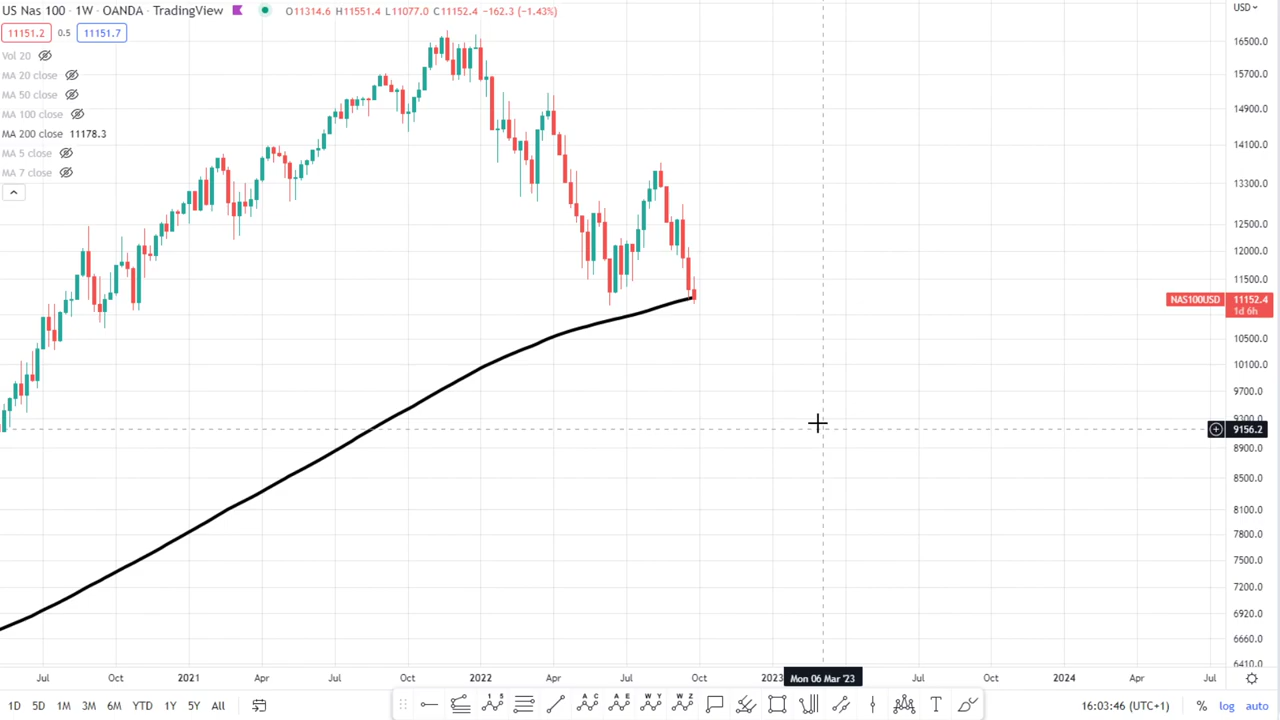 US Nas 100 · 1W · OANDA · TradingView O11314.6 H11551.4 L11077.0 C11152.4 −162.3 (−1.43%) USD
11151.2 0.5 11151.7
Vol 20
MA 20 close
MA 50 close
MA 100 close
MA 200 close 11178.3
MA 5 close
MA 7 close
16500.0
15700.0
14900.0
14100.0
13300.0
12500.0
12000.0
11500.0
NAS100USD 11152.4
1d 6h
10500.0
10100.0
9700.0
9300.0
9156.2
8900.0
8500.0
8100.0
7800.0
7500.0
7200.0
6920.0
6660.0
6410.0
Jul 2021 Apr Jul Oct 2022 Apr Jul Oct 2023 Mon 06 Mar '23 Jul Oct 2024 Apr Jul
1D 5D 1M 3M 6M YTD 1Y 5Y All 1 5 A C A E W Y W Z T 16:03:46 (UTC+1) % log auto